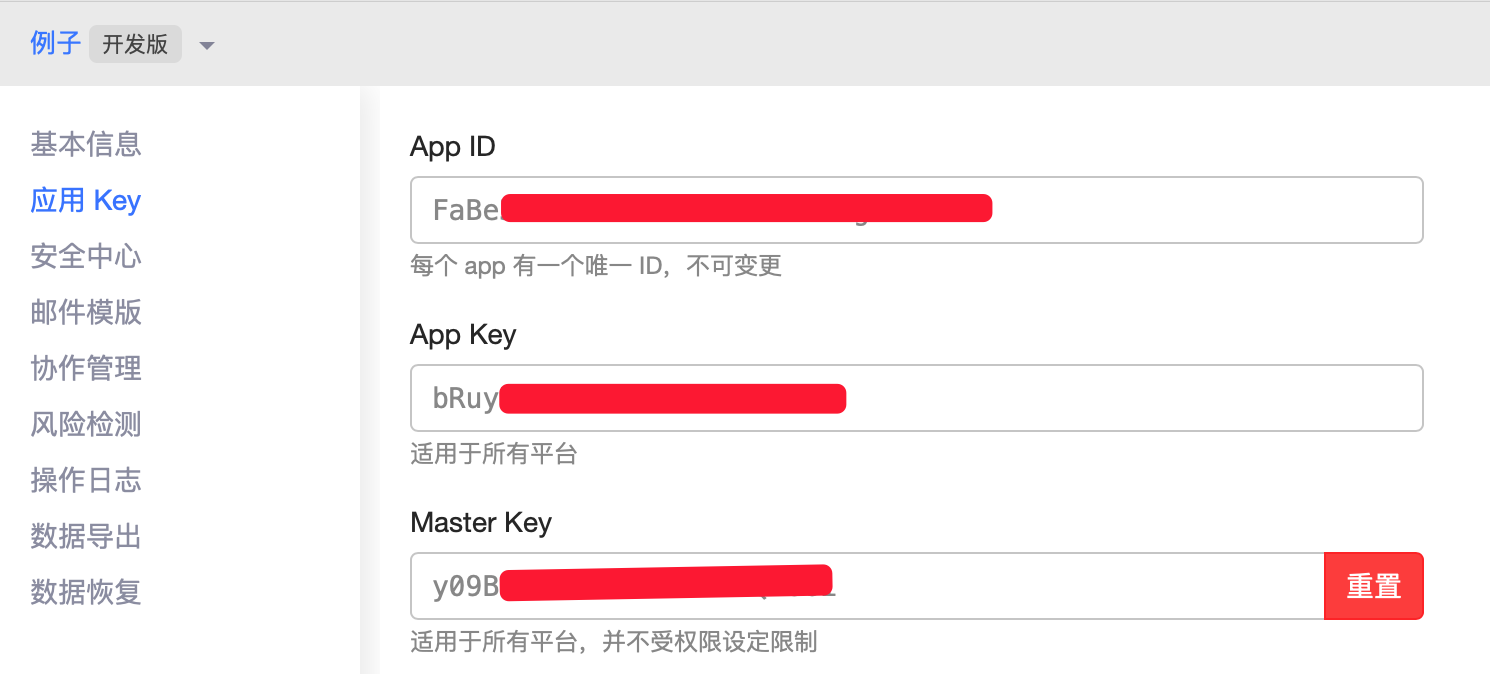 例子 开发版
基本信息
应用 Key
安全中心
邮件模版
协作管理
风险检测
操作日志
数据导出
数据恢复
App ID
FaBe
每个 app 有一个唯一 ID，不可变更
App Key
bRuy
适用于所有平台
Master Key
y09B
重置
适用于所有平台，并不受权限设定限制